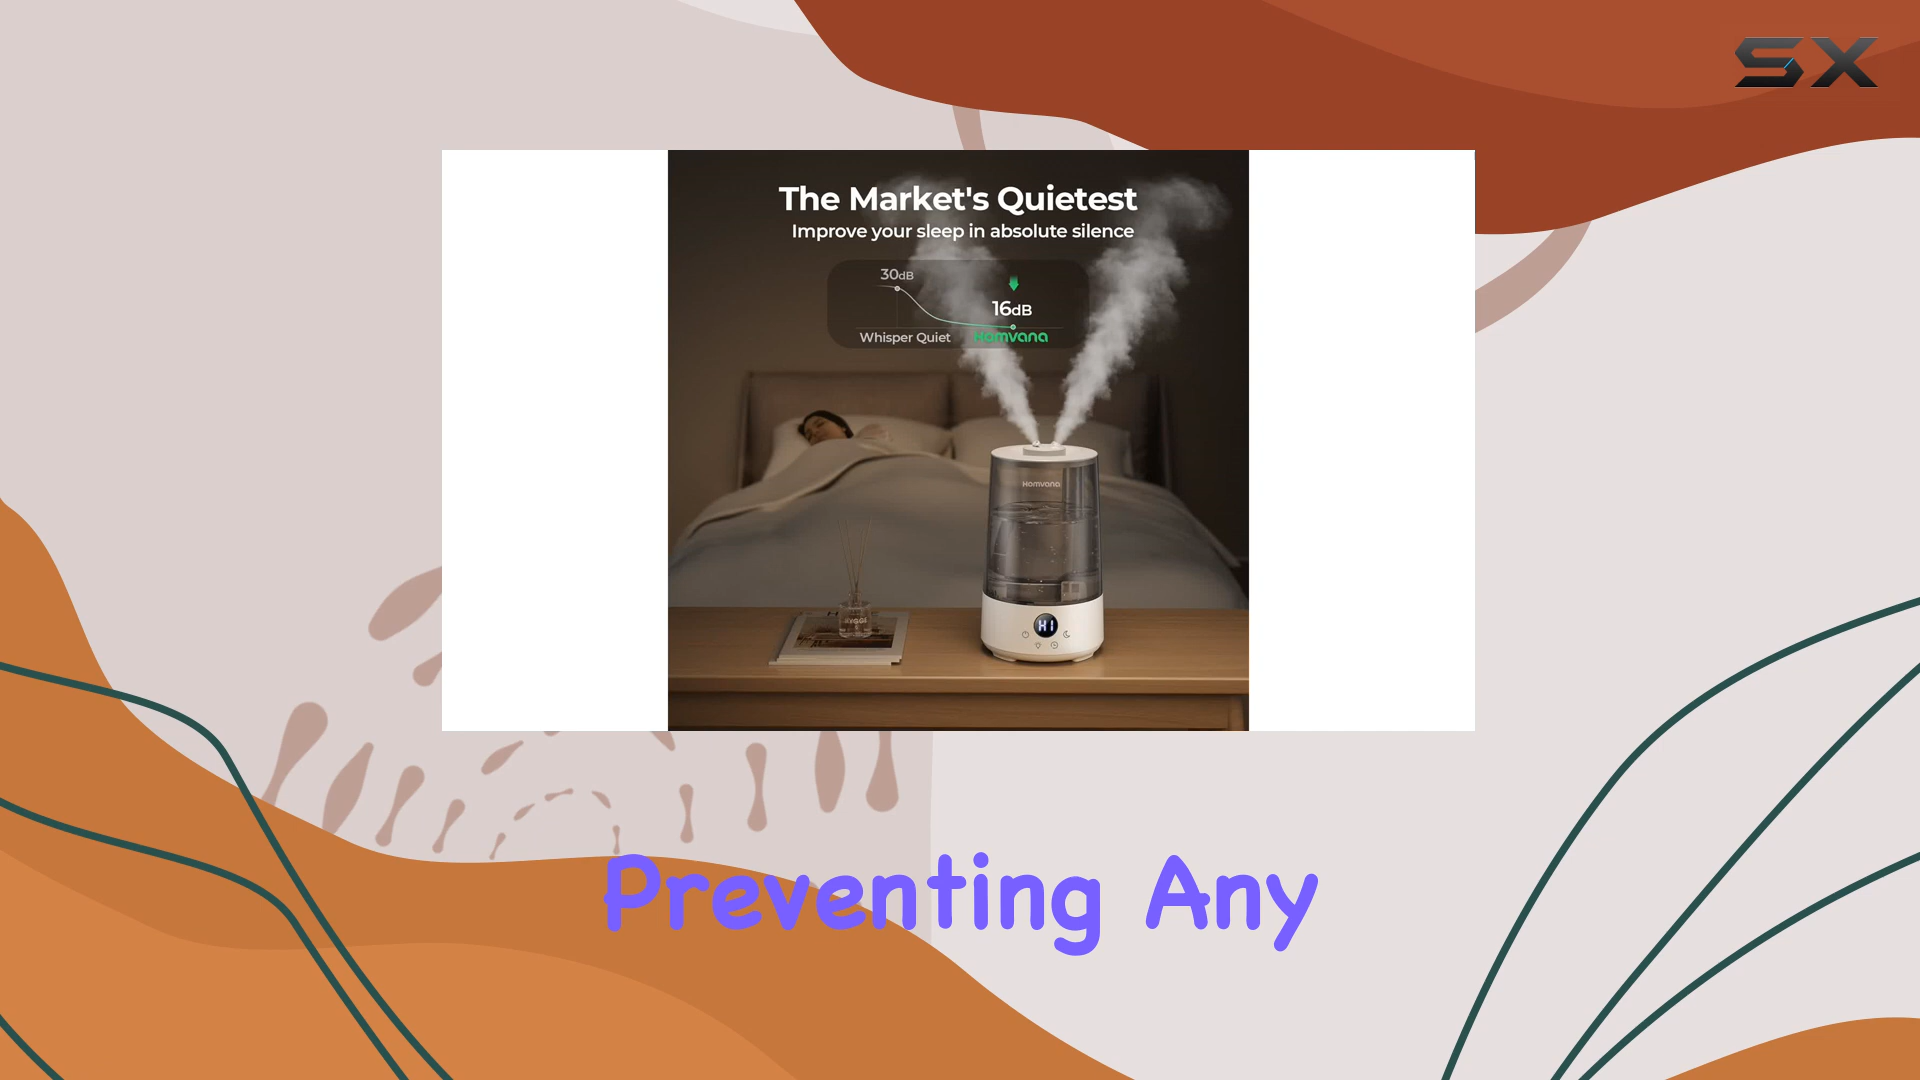 SX
The Market's Quietest
Improve your sleep in absolute silence
30dB
16dB
Whisper Quiet
Homvana
Homvana
HYGGE
HI
Preventing Any